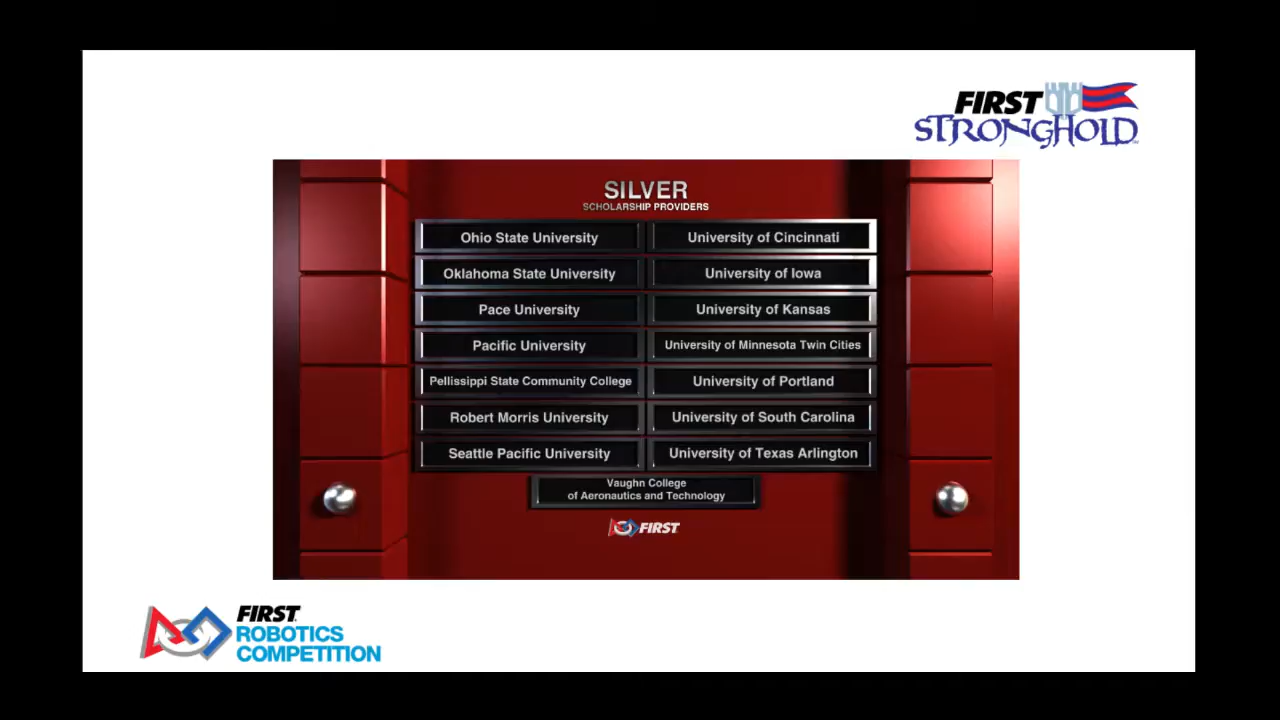 FIRST
STRONGHOLD
SILVER
SCHOLARSHIP PROVIDERS
Ohio State University
University of Cincinnati
Oklahoma State University
University of Iowa
Pace University
University of Kansas
Pacific University
University of Minnesota Twin Cities
Pellissippi State Community College
University of Portland
Robert Morris University
University of South Carolina
Seattle Pacific University
University of Texas Arlington
Vaughn College
of Aeronautics and Technology
FIRST
FIRST
ROBOTICS
COMPETITION